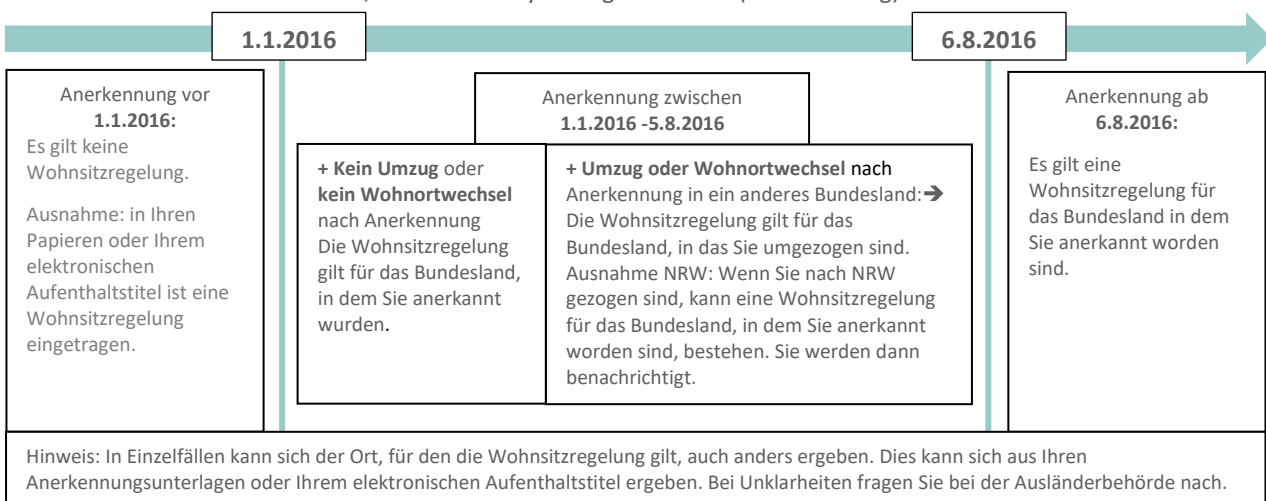 1.1.2016
6.8.2016
Anerkennung vor
1.1.2016:
Es gilt keine
Wohnsitzregelung.
Ausnahme: in Ihren
Papieren oder Ihrem
elektronischen
Aufenthaltstitel ist eine
Wohnsitzregelung
eingetragen.
Anerkennung zwischen
1.1.2016 -5.8.2016
+ Kein Umzug oder
kein Wohnortwechsel
nach Anerkennung
Die Wohnsitzregelung
gilt für das Bundesland,
in dem Sie anerkannt
wurden.
+ Umzug oder Wohnortwechsel nach
Anerkennung in ein anderes Bundesland:➔
Die Wohnsitzregelung gilt für das
Bundesland, in das Sie umgezogen sind.
Ausnahme NRW: Wenn Sie nach NRW
gezogen sind, kann eine Wohnsitzregelung
für das Bundesland, in dem Sie anerkannt
worden sind, bestehen. Sie werden dann
benachrichtigt.
Anerkennung ab
6.8.2016:
Es gilt eine
Wohnsitzregelung für
das Bundesland in dem
Sie anerkannt worden
sind.
Hinweis: In Einzelfällen kann sich der Ort, für den die Wohnsitzregelung gilt, auch anders ergeben. Dies kann sich aus Ihren
Anerkennungsunterlagen oder Ihrem elektronischen Aufenthaltstitel ergeben. Bei Unklarheiten fragen Sie bei der Ausländerbehörde nach.